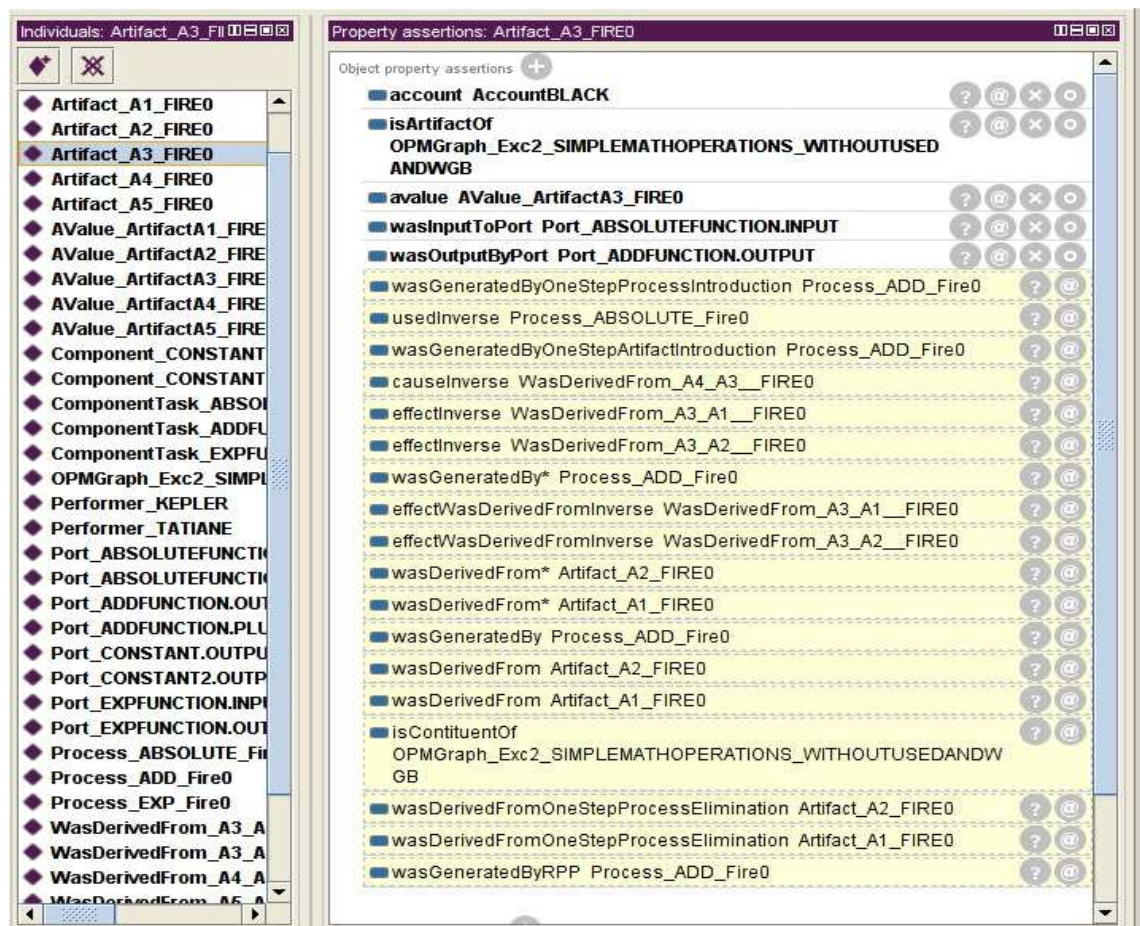 Individuals: Artifact_A3_FII
Artifact_A1_FIRE0
Artifact_A2_FIRE0
Artifact_A3_FIRE0
Artifact_A4_FIRE0
Artifact_A5_FIRE0
AValue_ArtifactA1_FIRE
AValue_ArtifactA2_FIRE
AValue_ArtifactA3_FIRE
AValue_ArtifactA4_FIRE
AValue_ArtifactA5_FIRE
Component_CONSTANT
Component_CONSTANT
ComponentTask_ABSOI
ComponentTask_ADDFU
ComponentTask_EXPFU
OPMGraph_Exc2_SIMPL
Performer_KEPLER
Performer_TATIANE
Port_ABSOLUTEFUNCTI
Port_ABSOLUTEFUNCTI
Port_ADDFUNCTION.OUT
Port_ADDFUNCTION.PLU
Port_CONSTANT.OUTPU
Port_CONSTANT2.OUTP
Port_EXPFUNCTION.INP
Port_EXPFUNCTION.OUT
Process_ABSOLUTE_Fir
Process_ADD_Fire0
Process_EXP_Fire0
WasDerivedFrom_A3_A
WasDerivedFrom_A3_A
WasDerivedFrom_A4_A
WasDerivedFrom_A5_A
Property assertions: Artifact_A3_FIRE0
Object property assertions
account AccountBLACK
isArtifactOf
OPMGraph_Exc2_SIMPLEMATHOPERATIONS_WITHOUTUSED
ANDWGB
avalue AValue_ArtifactA3_FIRE0
wasInputToPort Port_ABSOLUTEFUNCTION.INPUT
wasOutputByPort Port_ADDFUNCTION.OUTPUT
wasGeneratedByOneStepProcessIntroduction Process_ADD_Fire0
usedInverse Process_ABSOLUTE_Fire0
wasGeneratedByOneStepArtifactIntroduction Process_ADD_Fire0
causeInverse WasDerivedFrom_A4_A3__FIRE0
effectInverse WasDerivedFrom_A3_A1__FIRE0
effectInverse WasDerivedFrom_A3_A2__FIRE0
wasGeneratedBy* Process_ADD_Fire0
effectWasDerivedFromInverse WasDerivedFrom_A3_A1__FIRE0
effectWasDerivedFromInverse WasDerivedFrom_A3_A2__FIRE0
wasDerivedFrom* Artifact_A2_FIRE0
wasDerivedFrom* Artifact_A1_FIRE0
wasGeneratedBy Process_ADD_Fire0
wasDerivedFrom Artifact_A2_FIRE0
wasDerivedFrom Artifact_A1_FIRE0
isContituentOf
OPMGraph_Exc2_SIMPLEMATHOPERATIONS_WITHOUTUSEDANDW
GB
wasDerivedFromOneStepProcessElimination Artifact_A2_FIRE0
wasDerivedFromOneStepProcessElimination Artifact_A1_FIRE0
wasGeneratedByRPP Process_ADD_Fire0